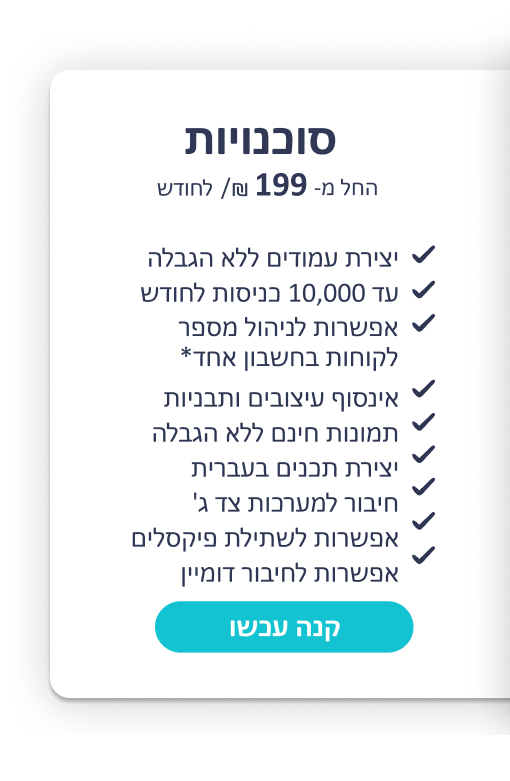 סוכנויות
החל מ- 199 ₪/ לחודש
יצירת עמודים ללא הגבלה
עד 10,000 כניסות לחודש
אפשרות לניהול מספר
לקוחות בחשבון אחד*
אינסוף עיצובים ותבניות
תמונות חינם ללא הגבלה
יצירת תכנים בעברית
חיבור למערכות צד ג'
אפשרות לשתילת פיקסלים
אפשרות לחיבור דומיין
קנה עכשו